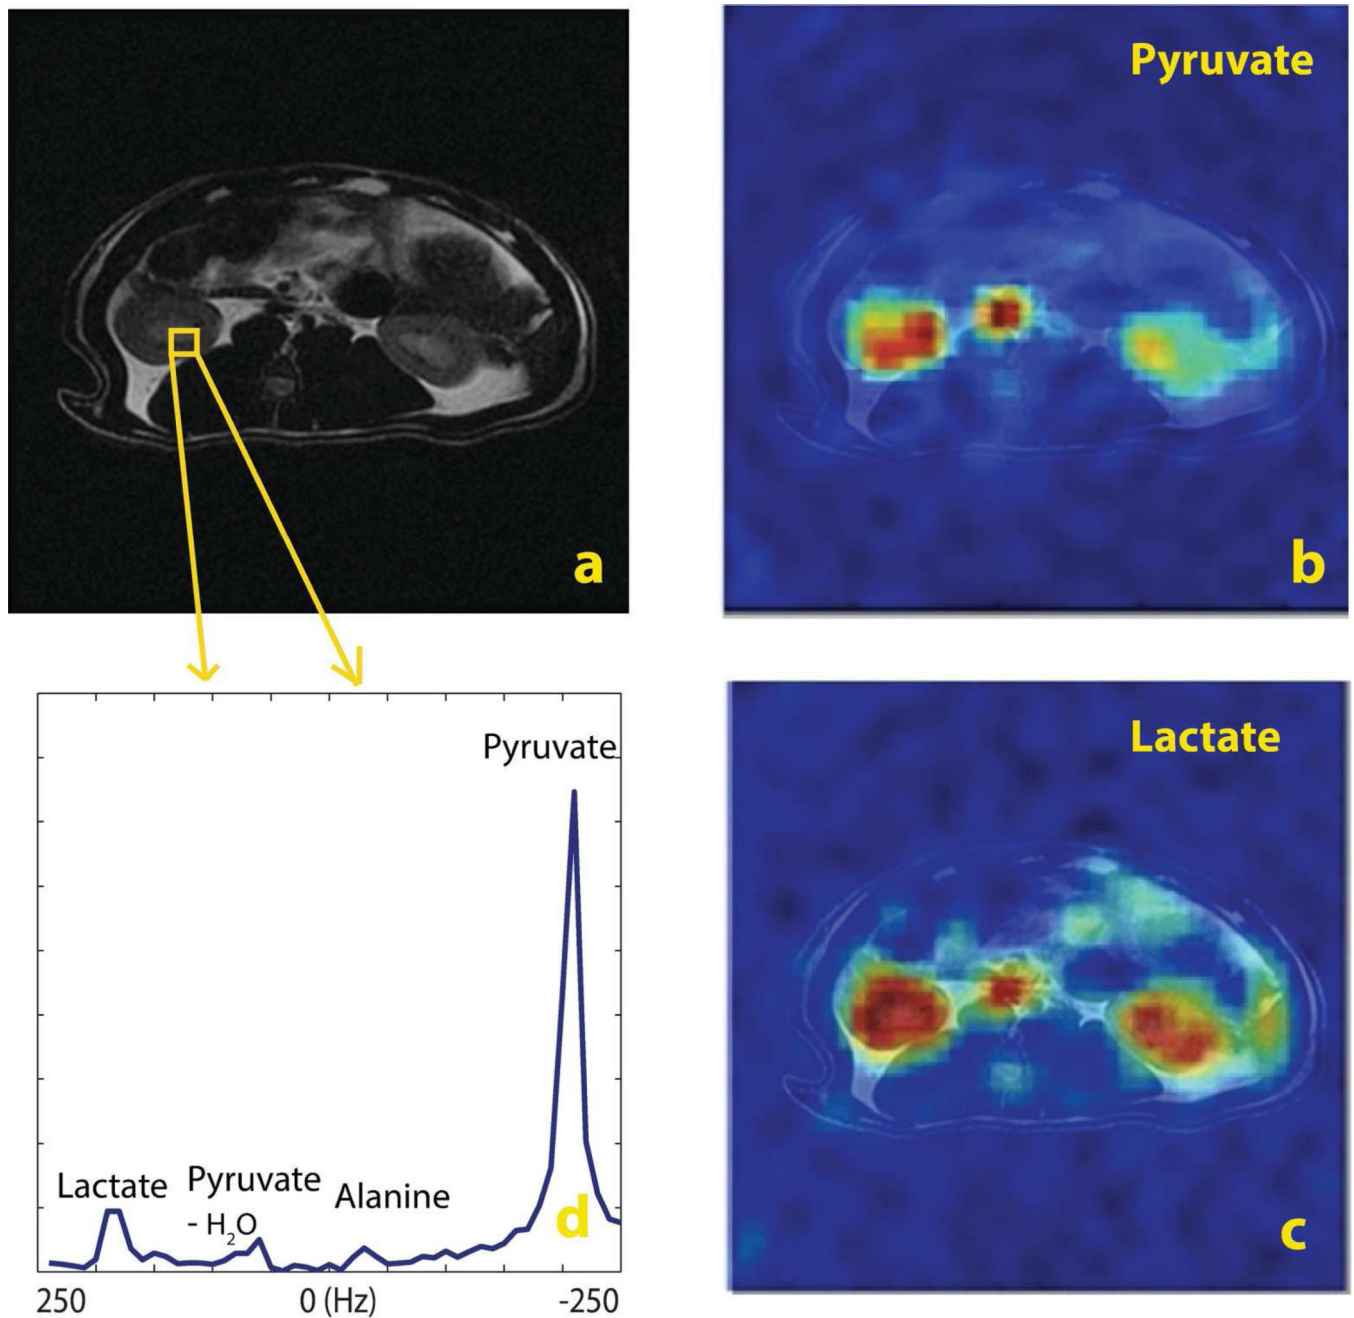 a
Pyruvate
b
Pyruvate
Lactate
Pyruvate
- H₂O
Alanine
d
250
0 (Hz)
-250
Lactate
c